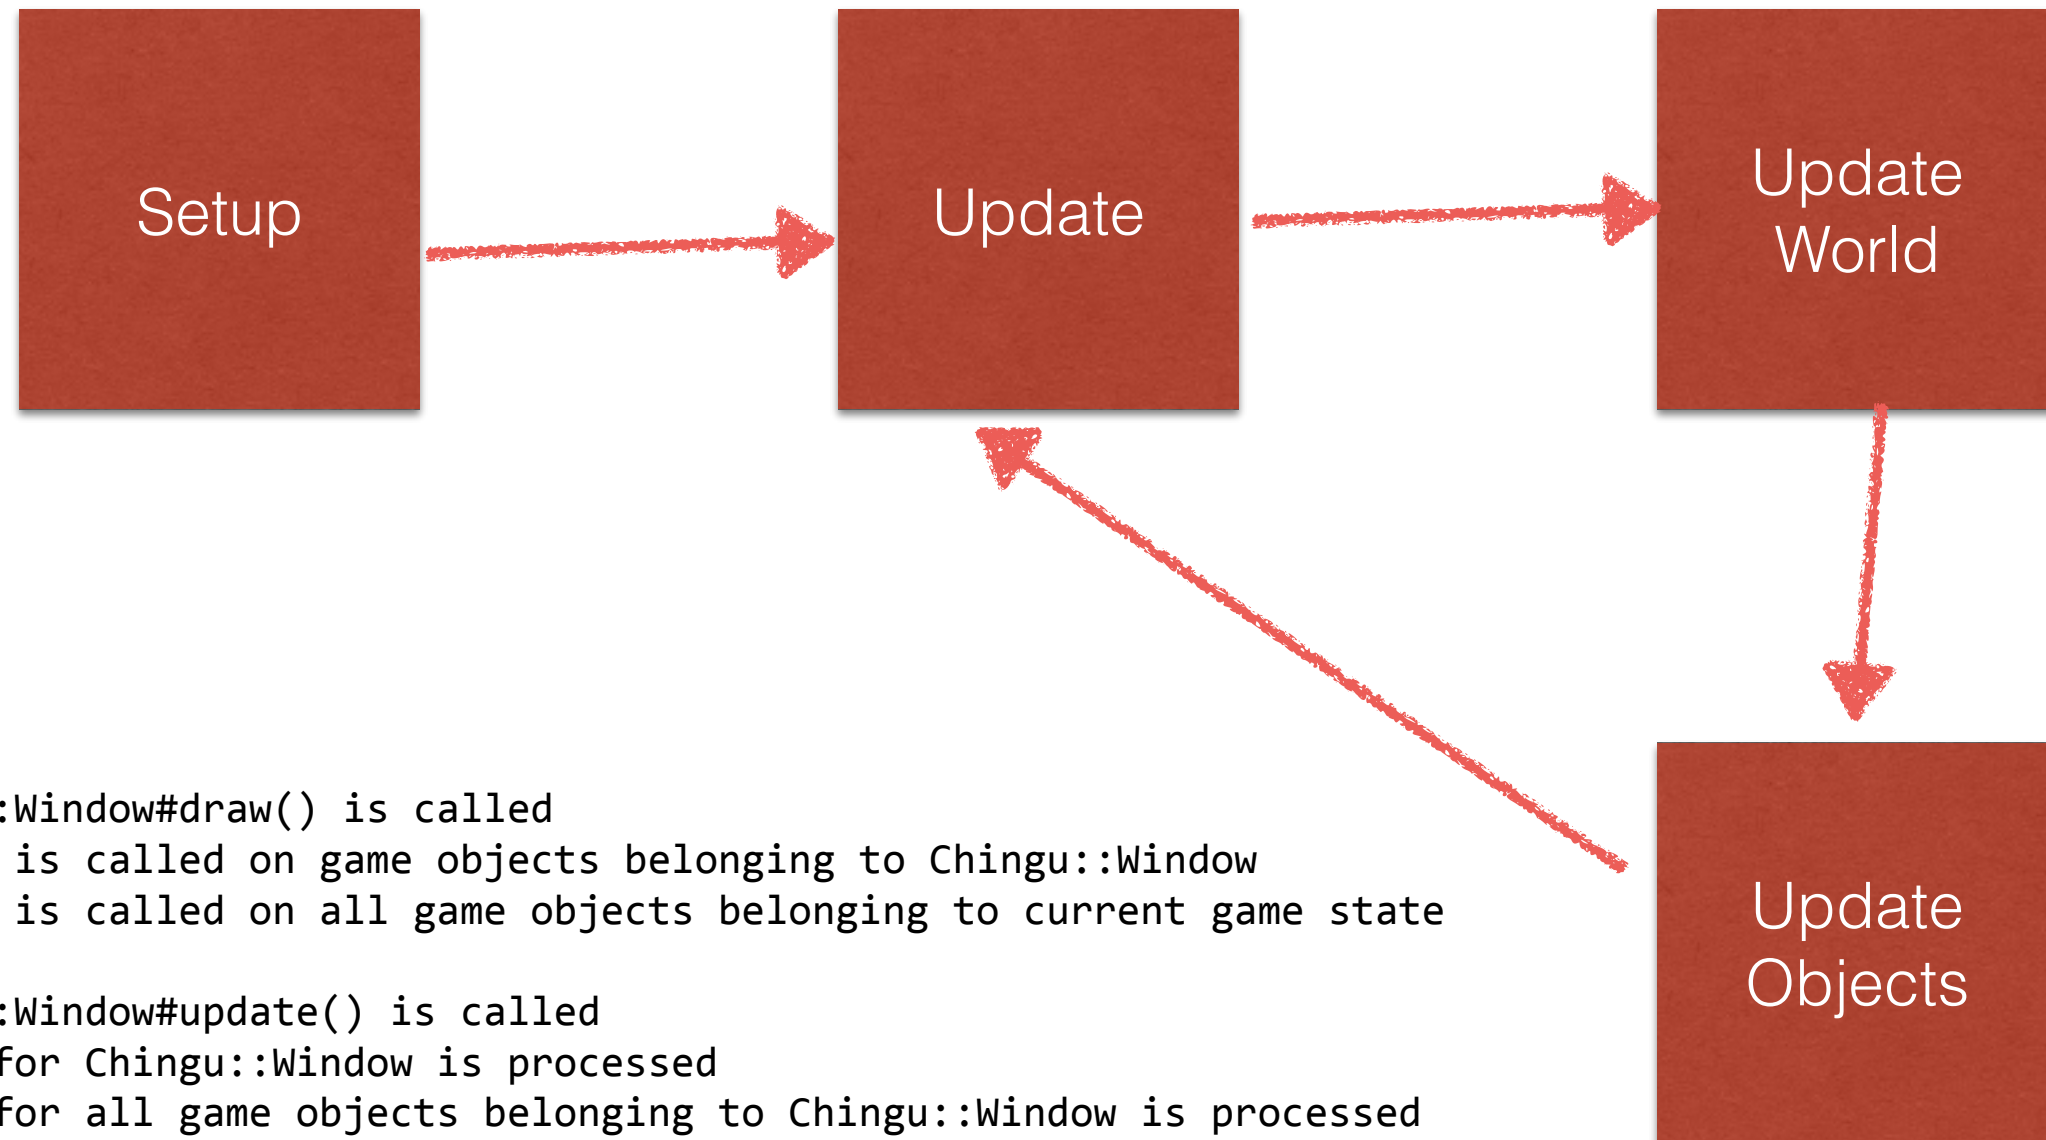 Setup
Update
Update
World
:Window#draw() is called
is called on game objects belonging to Chingu::Window
is called on all game objects belonging to current game state
:Window#update() is called
for Chingu::Window is processed
for all game objects belonging to Chingu::Window is processed
Update
Objects